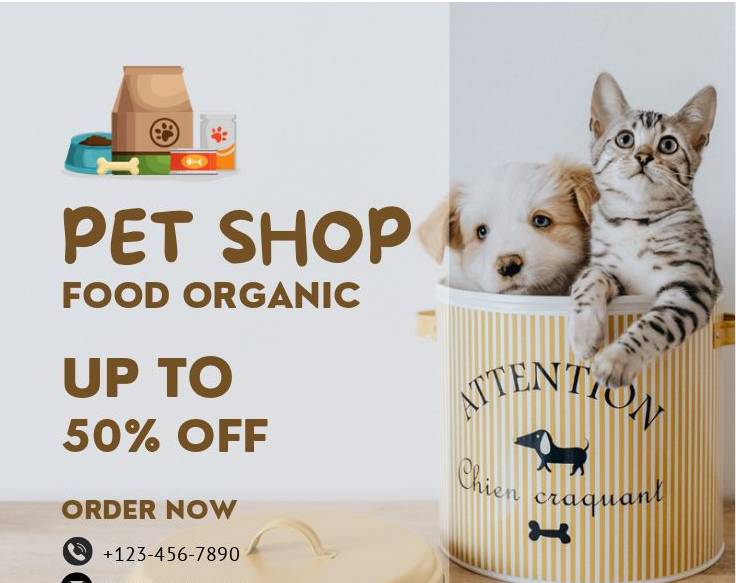 PET SHOP
FOOD ORGANIC
UP TO
50% OFF
ORDER NOW
+123-456-7890
ATTENTION
Chien craquant